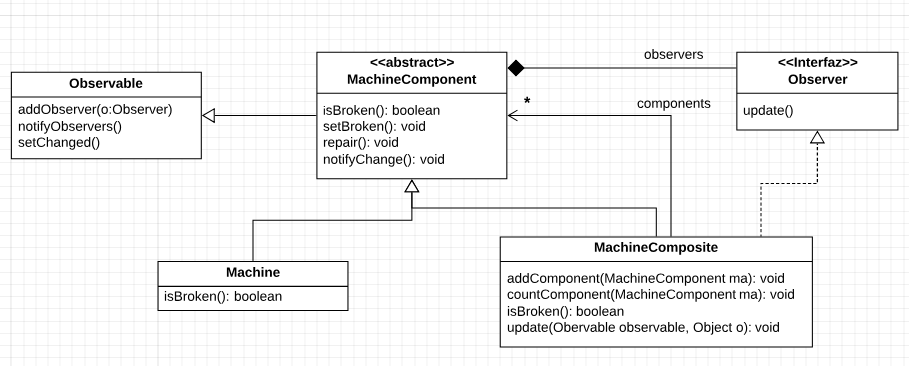 Observable
addObserver(o:Observer)
notifyObservers()
setChanged()
<<abstract>>
MachineComponent
isBroken(): boolean
setBroken(): void
repair(): void
notifyChange(): void
observers
*
components
<<Interfaz>>
Observer
update()
Machine
isBroken(): boolean
MachineComposite
addComponent(MachineComponent ma): void
countComponent(MachineComponent ma): void
isBroken(): boolean
update(Obervable observable, Object o): void